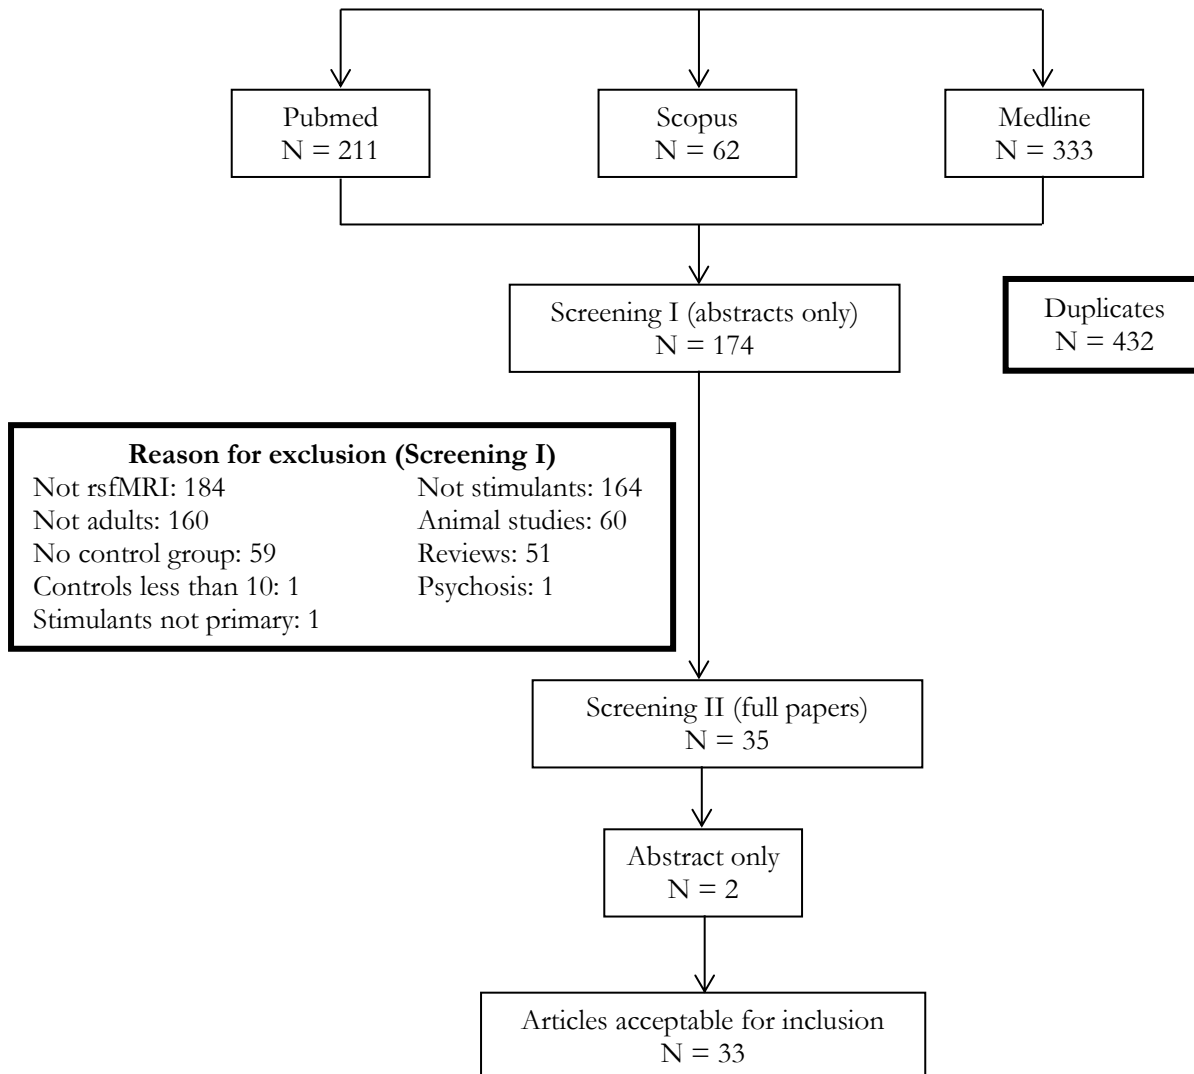 Pubmed
N = 211
Scopus
N = 62
Medline
N = 333
Screening I (abstracts only)
N = 174
Duplicates
N = 432
Reason for exclusion (Screening I)
Not rsfMRI: 184
Not stimulants: 164
Not adults: 160
Animal studies: 60
No control group: 59
Reviews: 51
Controls less than 10: 1
Psychosis: 1
Stimulants not primary: 1
Screening II (full papers)
N = 35
Abstract only
N = 2
Articles acceptable for inclusion
N = 33